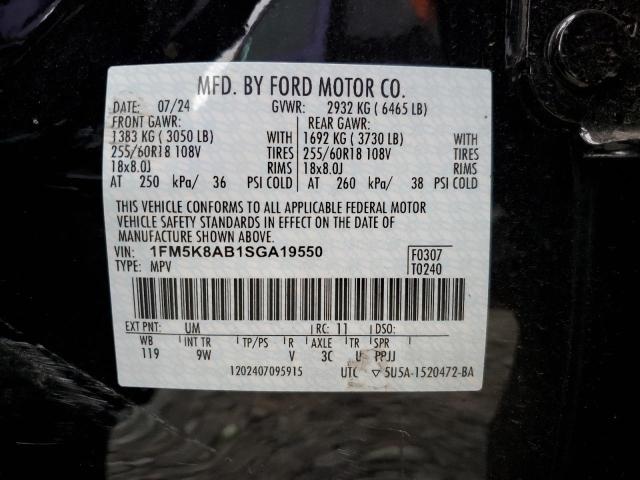 MFD. BY FORD MOTOR CO.
DATE: 07/24 GVWR: 2932 KG ( 6465 LB)
FRONT GAWR: REAR GAWR:
1383 KG ( 3050 LB) WITH 1692 KG ( 3730 LB) WITH
255/60R18 108V TIRES 255/60R18 108V TIRES
18x8.0J RIMS 18x8.0J RIMS
AT 250 kPa/ 36 PSI COLD AT 260 kPa/ 38 PSI COLD
THIS VEHICLE CONFORMS TO ALL APPLICABLE FEDERAL MOTOR
VEHICLE SAFETY STANDARDS IN EFFECT ON THE DATE OF
MANUFACTURE SHOWN ABOVE.
VIN: 1FM5K8AB1SGA19550 F0307
TYPE: MPV T0240
EXT PNT: UM RC: 11 DSO:
WB INT TR TP/PS R AXLE TR SPR
119 9W V 3C U PPJJ
1202407095915 UTC ▽ 5U5A-1520472-BA